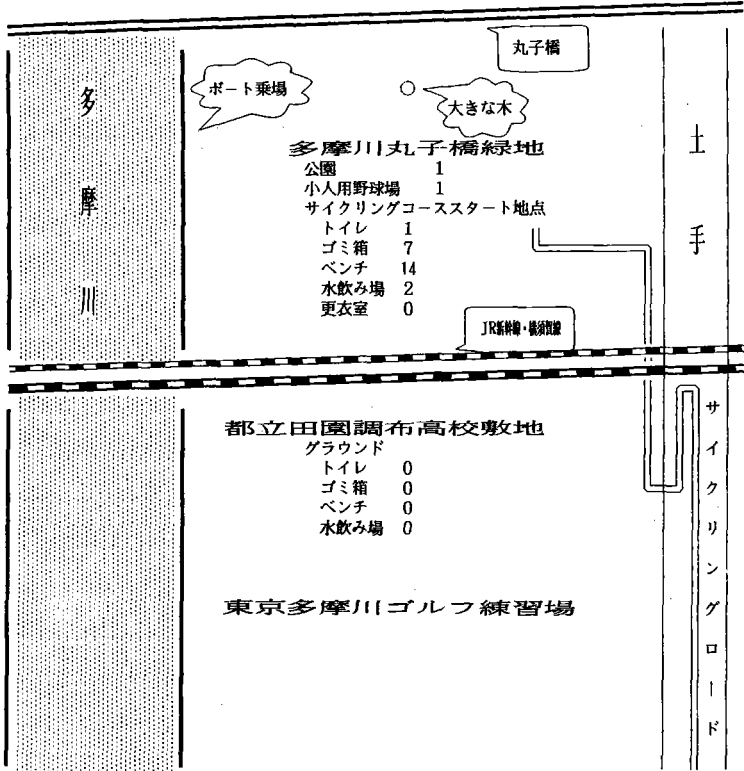 丸子橋
ボート乗場
大きな木
多摩川
土手
多摩川丸子橋緑地
公園 1
小人用野球場 1
サイクリングコーススタート地点
トイレ 1
ゴミ箱 7
ベンチ 14
水飲み場 2
更衣室 0
JR新幹線・横須賀線
都立田園調布高校敷地
グラウンド
トイレ 0
ゴミ箱 0
ベンチ 0
水飲み場 0
サイクリングロード
東京多摩川ゴルフ練習場